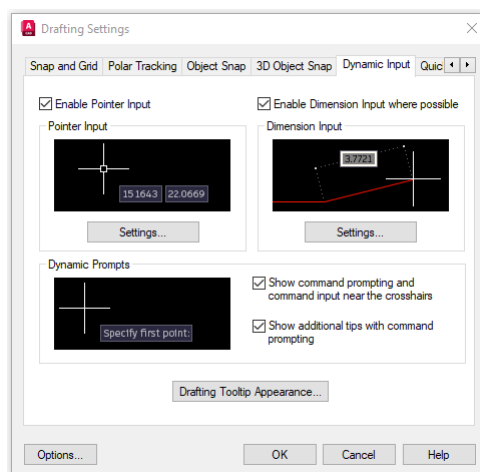 Drafting Settings
Snap and Grid Polar Tracking Object Snap 3D Object Snap Dynamic Input Quic
Enable Pointer Input
Enable Dimension Input where possible
Pointer Input
15.1643 22.0669
Settings...
Dimension Input
3.7721
Settings...
Dynamic Prompts
Specify first point:
Show command prompting and
command input near the crosshairs
Show additional tips with command
prompting
Drafting Tooltip Appearance...
Options... OK Cancel Help